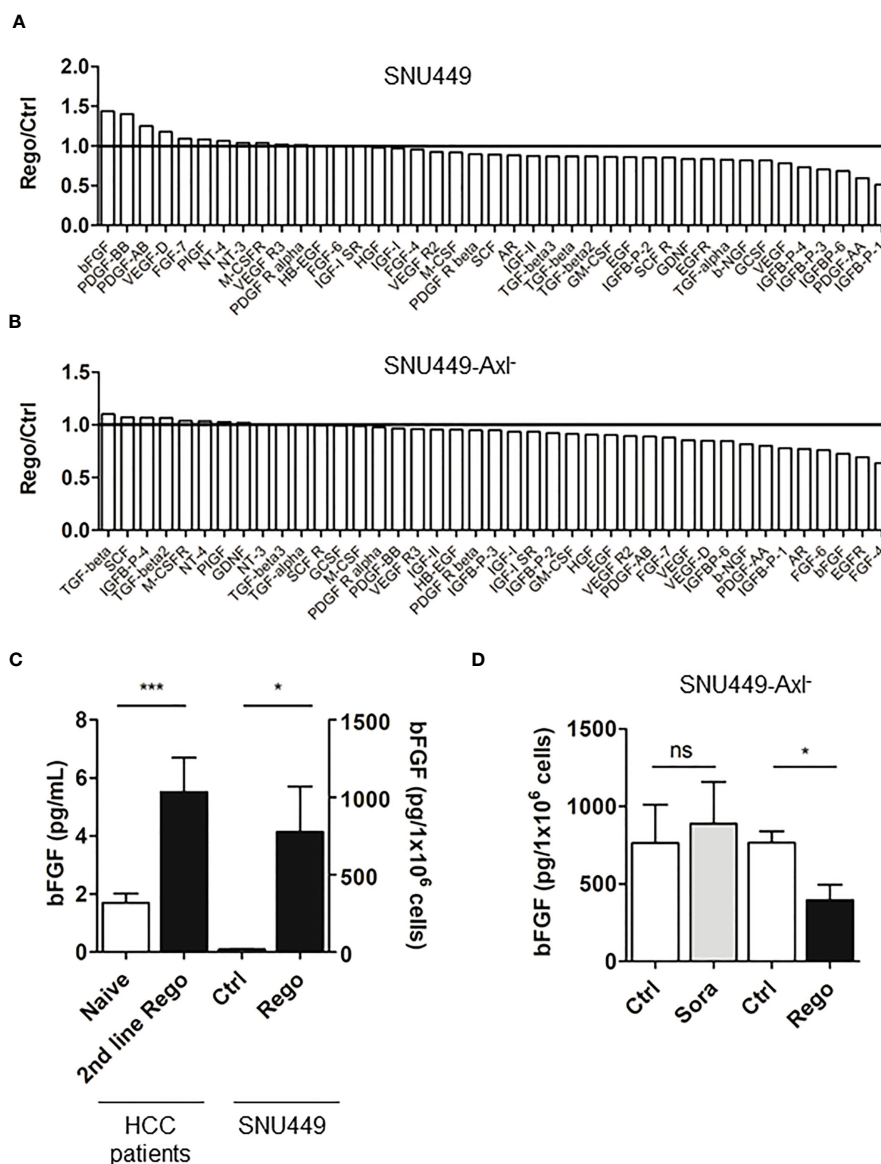 A
SNU449
Rego/Ctrl
2.0
1.5
1.0
0.5
0.0
bFGF
PDGF-BB
PDGF-AB
VEGF-D
FGF-7
PlGF
NT-4
NT-3
M-CSFR
VEGF R3
PDGF R alpha
HB-EGF
FGF-6
IGF-I SR
HGF
IGF-I
FGF-4
VEGF R2
M-CSF
PDGF R beta
SCF
AR
IGF-II
TGF-beta3
TGF-beta
TGF-beta2
GM-CSF
EGF
IGFB-P-2
SCF R
GDNF
EGFR
TGF-alpha
b-NGF
GCSF
VEGF
IGFB-P-4
IGFB-P-3
IGFBP-6
PDGF-AA
IGFB-P-1
B
SNU449-Axl-
Rego/Ctrl
1.5
1.0
0.5
0.0
TGF-beta
SCF
IGFB-P-4
TGF-beta2
M-CSFR
NT-4
PlGF
GDNF
NT-3
TGF-beta3
TGF-alpha
SCF R
GCSF
M-CSF
PDGF R alpha
PDGF-BB
VEGF R3
IGF-II
HB-EGF
PDGF R beta
IGFB-P-3
IGF-I
IGF-I SR
IGFB-P-2
GM-CSF
HGF
EGF
VEGF R2
PDGF-AB
FGF-7
VEGF
VEGF-D
IGFBP-6
b-NGF
PDGF-AA
IGFB-P-1
AR
FGF-6
bFGF
EGFR
FGF-4
C
*** *
bFGF (pg/mL)
8
6
4
2
0
bFGF
(pg/1x10⁶ cells)
1500
1000
500
0
Naive
2nd line Rego
Ctrl
Rego
HCC
patients
SNU449
D
SNU449-Axl-
ns *
bFGF (pg/1x10⁶ cells)
1500
1000
500
0
Ctrl
Sora
Ctrl
Rego